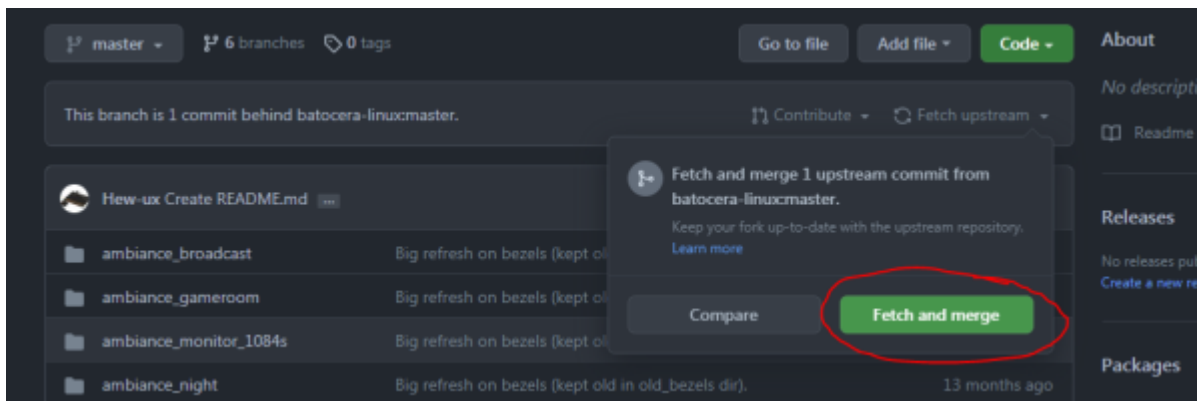 master 6 branches 0 tags Go to file Add file Code About
No descript
This branch is 1 commit behind batocera-linux:master. Contribute Fetch upstream
Readme
Fetch and merge 1 upstream commit from
batocera-linux:master.
Hew-ux Create README.md ...
Keep your fork up-to-date with the upstream repository.
Learn more
Releases
ambiance_broadcast Big refresh on bezels (kept ol
No releases pu
Create a new re
ambiance_gameroom Big refresh on bezels (kept ol
Compare Fetch and merge
ambiance_monitor_1084s Big refresh on bezels (kept ol
Packages
ambiance_night Big refresh on bezels (kept old in old_bezels dir). 13 months ago